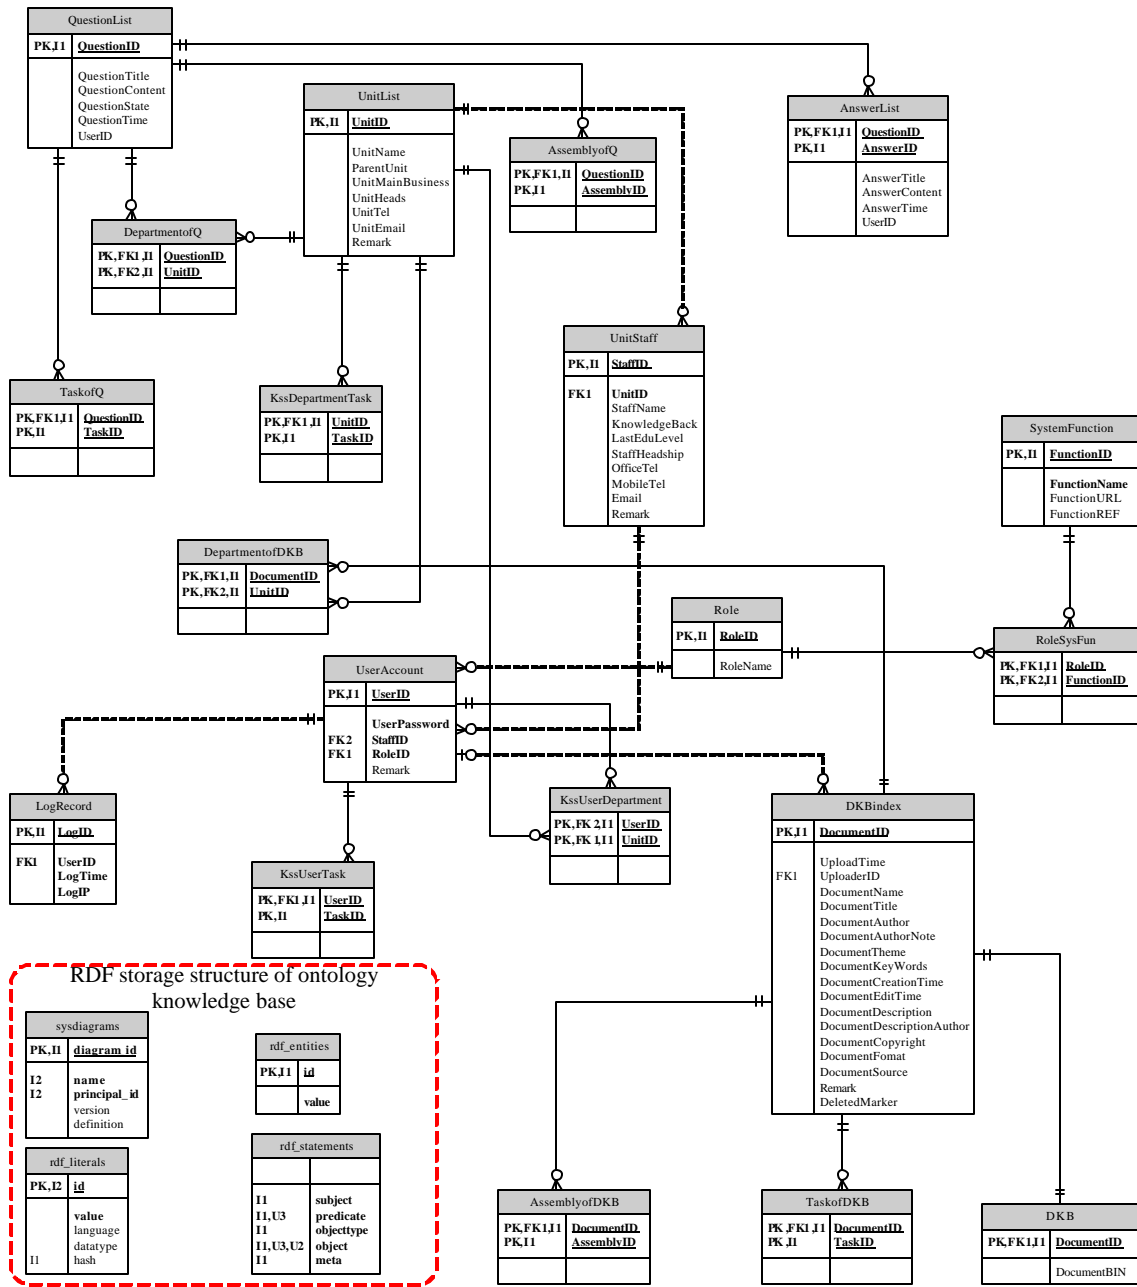 QuestionList
PK,I1 QuestionID
QuestionTitle
QuestionContent
QuestionState
QuestionTime
UserID
UnitList
PK,I1 UnitID
UnitName
ParentUnit
UnitMainBusiness
UnitHeads
UnitTel
UnitEmail
Remark
AssemblyofQ
PK,FK1,I1 QuestionID
PK,I1 AssemblyID
AnswerList
PK,FK1,I1 QuestionID
PK,I1 AnswerID
AnswerTitle
AnswerContent
AnswerTime
UserID
DepartmentofQ
PK,FK1,I1 QuestionID
PK,FK2,I1 UnitID
TaskofQ
PK,FK1,I1 QuestionID
PK,I1 TaskID
KssDepartmentTask
PK,FK1,I1 UnitID
PK,I1 TaskID
UnitStaff
PK,I1 StaffID
FK1 UnitID
StaffName
KnowledgeBack
LastEduLevel
StaffHeadship
OfficeTel
MobileTel
Email
Remark
SystemFunction
PK,I1 FunctionID
FunctionName
FunctionURL
FunctionREF
DepartmentofDKB
PK,FK1,I1 DocumentID
PK,FK2,I1 UnitID
Role
PK,I1 RoleID
RoleName
RoleSysFun
PK,FK1,I1 RoleID
PK,FK2,I1 FunctionID
UserAccount
PK,I1 UserID
UserPassword
FK2 StaffID
FK1 RoleID
Remark
LogRecord
PK,I1 LogID
FK1 UserID
LogTime
LogIP
KssUserTask
PK,FK1,I1 UserID
PK,I1 TaskID
KssUserDepartment
PK,FK2,I1 UserID
PK,FK1,I1 UnitID
DKBindex
PK,I1 DocumentID
UploadTime
FK1 UploaderID
DocumentName
DocumentTitle
DocumentAuthor
DocumentAuthorNote
DocumentTheme
DocumentKeyWords
DocumentCreationTime
DocumentEditTime
DocumentDescription
DocumentDescriptionAuthor
DocumentCopyright
DocumentFomat
DocumentSource
Remark
DeletedMarker
RDF storage structure of ontology
knowledge base
sysdiagrams
PK,I1 diagram_id
I2 name
I2 principal_id
version
definition
rdf_entities
PK,I1 id
value
rdf_literals
PK,I2 id
value
language
datatype
I1 hash
rdf_statements
I1 subject
I1,U3 predicate
I1 objecttype
I1,U3,U2 object
I1 meta
AssemblyofDKB
PK,FK1,I1 DocumentID
PK,I1 AssemblyID
TaskofDKB
PK,FK1,I1 DocumentID
PK,I1 TaskID
DKB
PK,FK1,I1 DocumentID
DocumentBIN